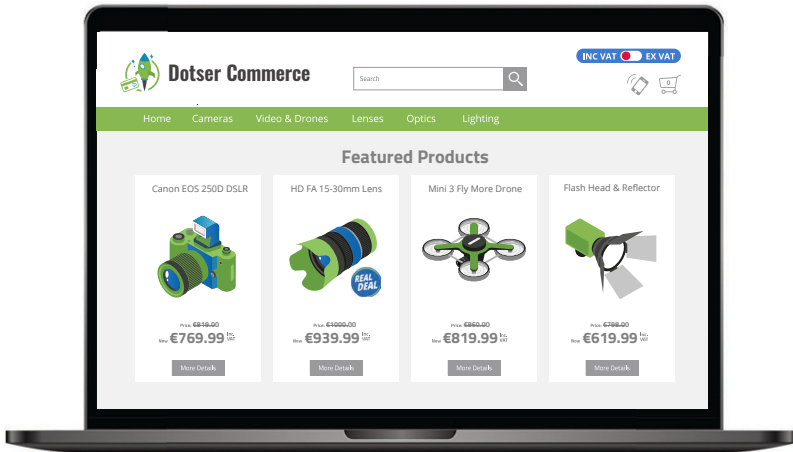 INC VAT EX VAT
Dotser Commerce
Search
0
Home Cameras Video & Drones Lenses Optics Lighting
Featured Products
Canon EOS 250D DSLR
HD FA 15-30mm Lens
Mini 3 Fly More Drone
Flash Head & Reflector
REAL
DEAL
Price: €819.00
Now €769.99 Inc. VAT
Price: €1000.00
Now €939.99 Inc. VAT
Price: €860.00
Now €819.99 Inc. VAT
Price: €798.00
Now €619.99 Inc. VAT
More Details
More Details
More Details
More Details